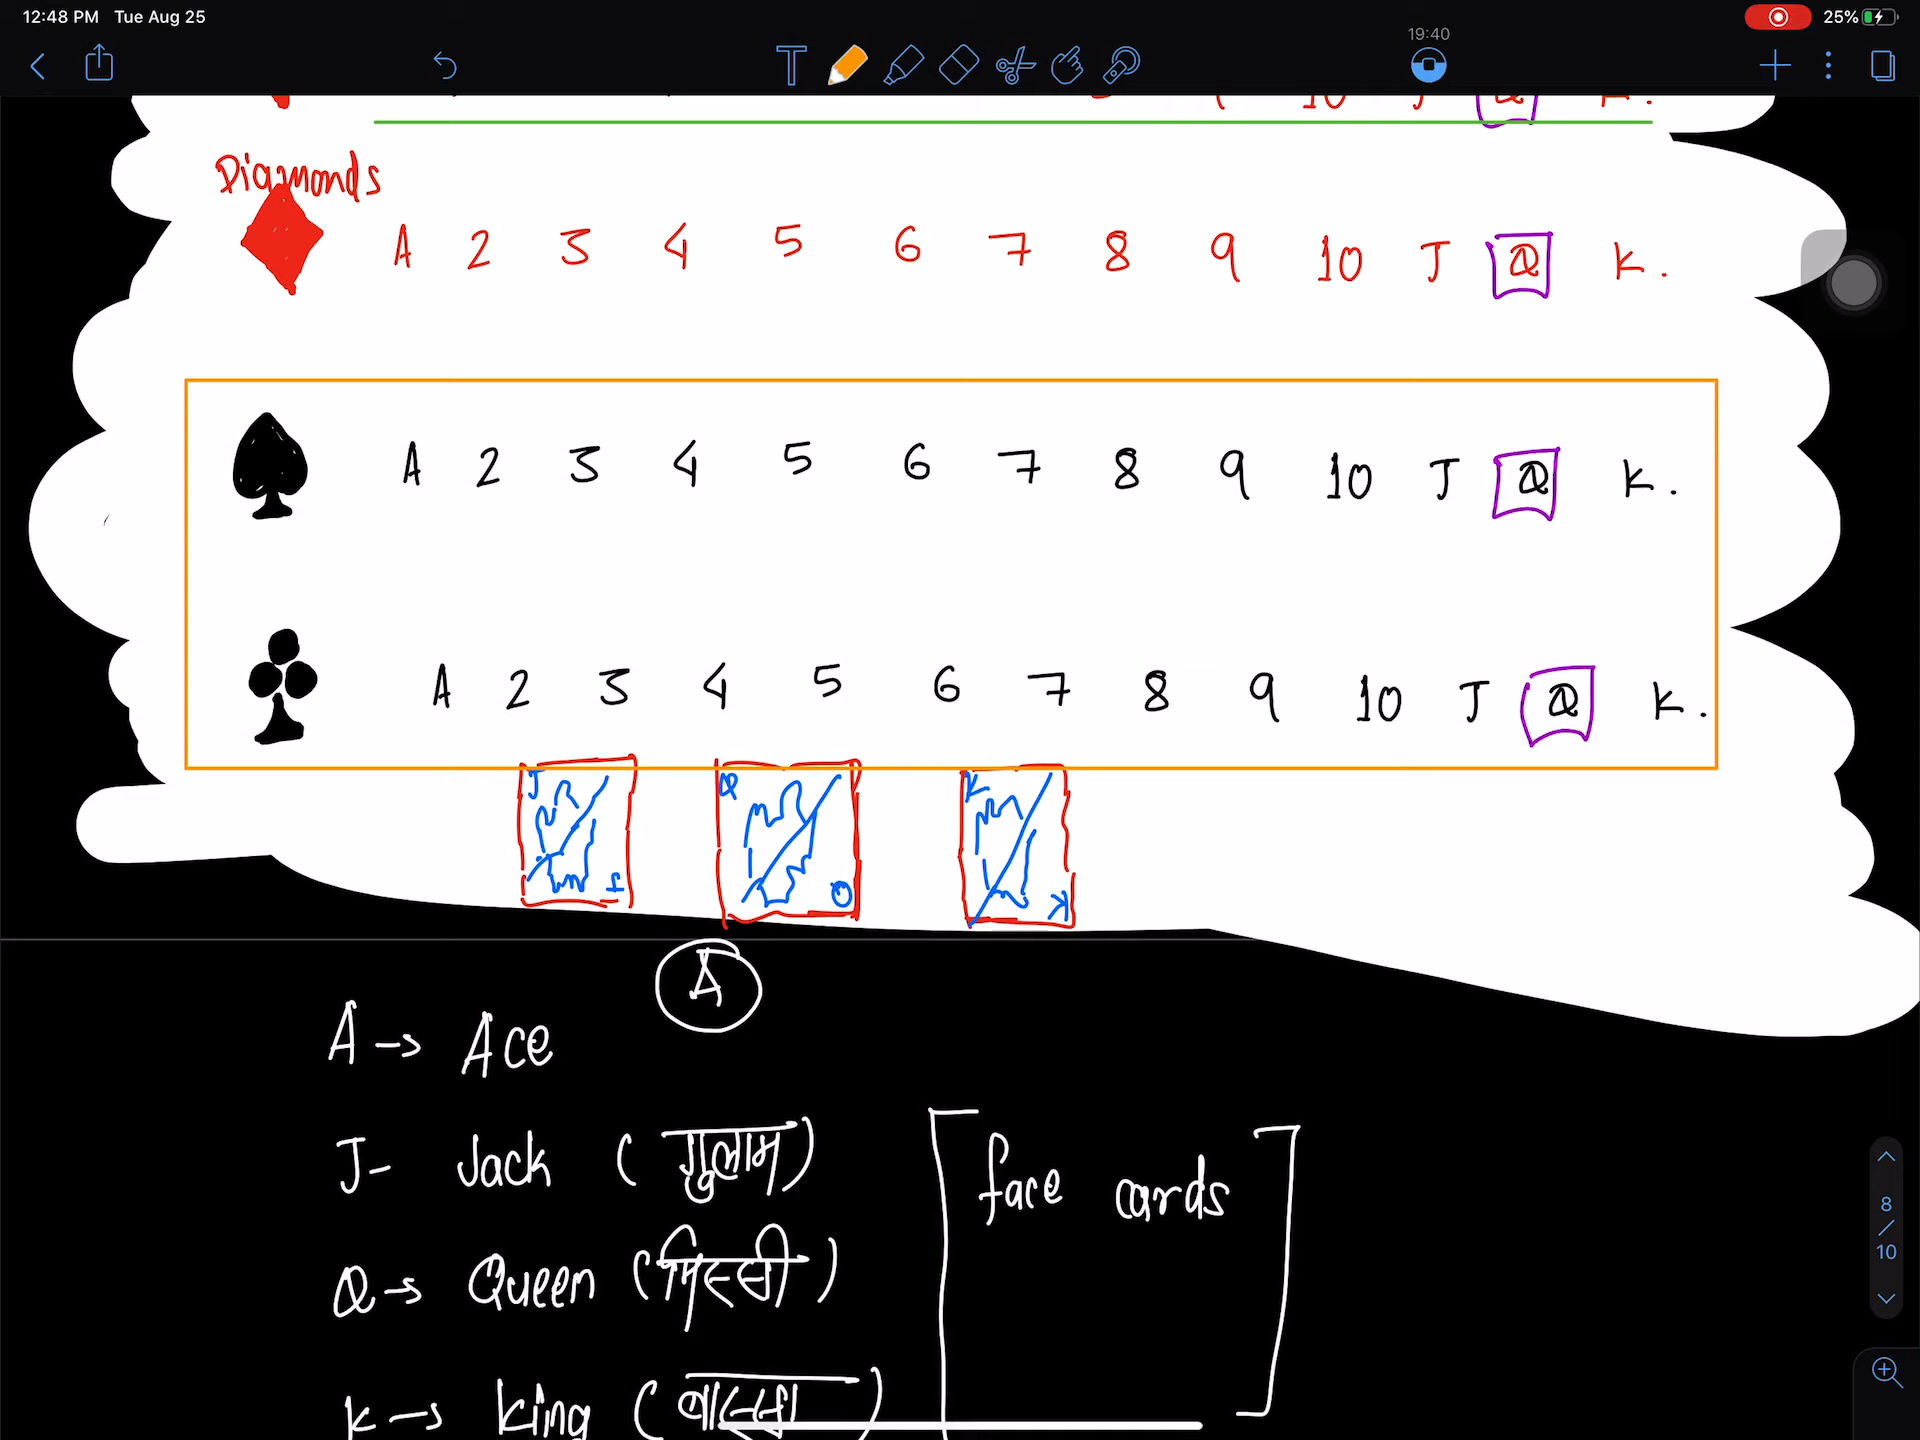 12:48 PM Tue Aug 25
25%
19:40
10 J Q K.
Diamonds
A 2 3 4 5 6 7 8 9 10 J Q K.
A 2 3 4 5 6 7 8 9 10 J Q K.
A 2 3 4 5 6 7 8 9 10 J Q K.
J Q K
A
A → Ace
J- Jack (गुलाम)
face cards
Q → Queen ( )
K → king ( )
8
/
10